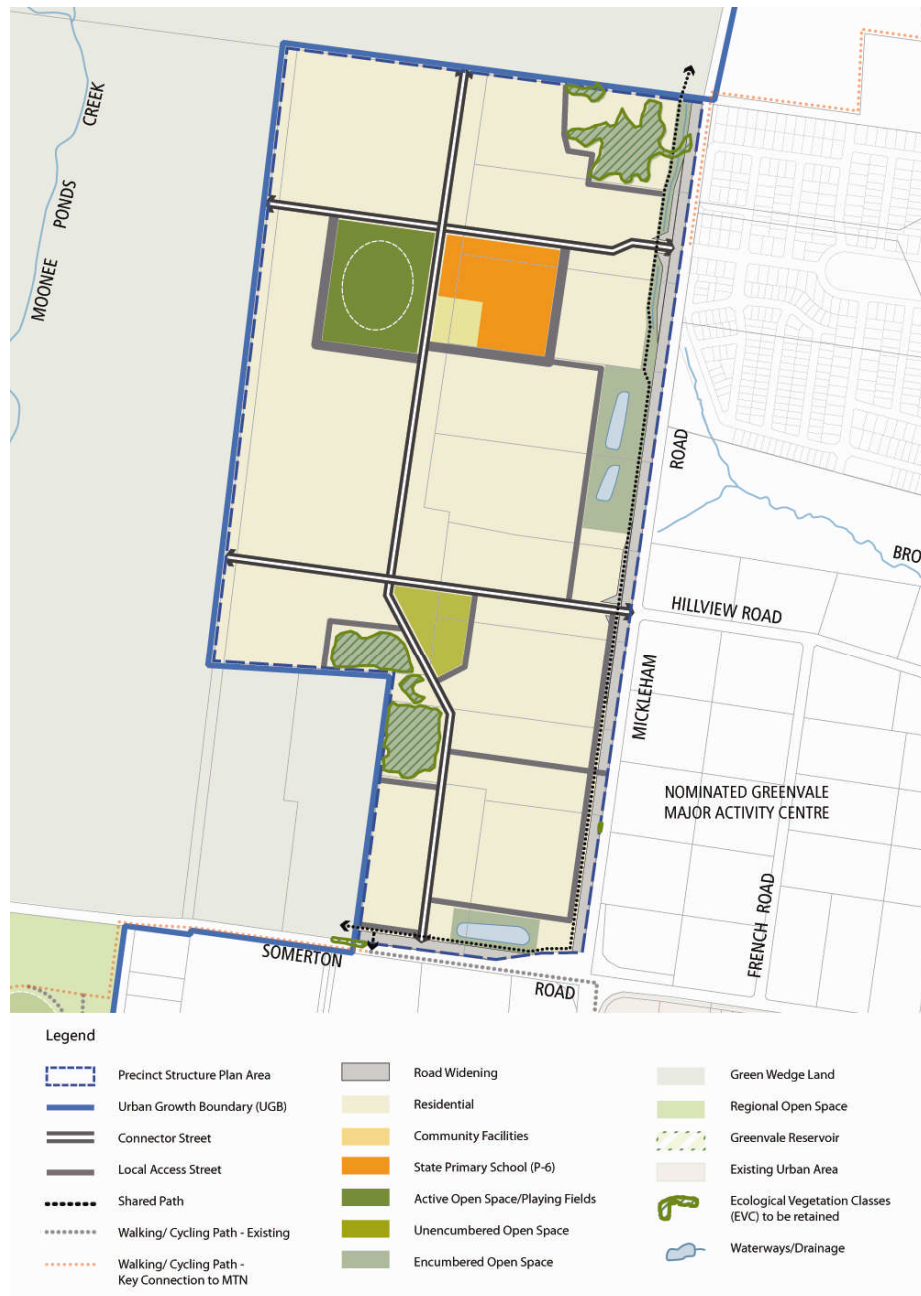 CREEK
PONDS
MOONEE
ROAD
BRO
HILLVIEW ROAD
MICKLEHAM
NOMINATED GREENVALE
MAJOR ACTIVITY CENTRE
FRENCH ROAD
SOMERTON
ROAD
Legend
Precinct Structure Plan Area
Urban Growth Boundary (UGB)
Connector Street
Local Access Street
Shared Path
Walking/ Cycling Path - Existing
Walking/ Cycling Path -
Key Connection to MTN
Road Widening
Residential
Community Facilities
State Primary School (P-6)
Active Open Space/Playing Fields
Unencumbered Open Space
Encumbered Open Space
Green Wedge Land
Regional Open Space
Greenvale Reservoir
Existing Urban Area
Ecological Vegetation Classes
(EVC) to be retained
Waterways/Drainage